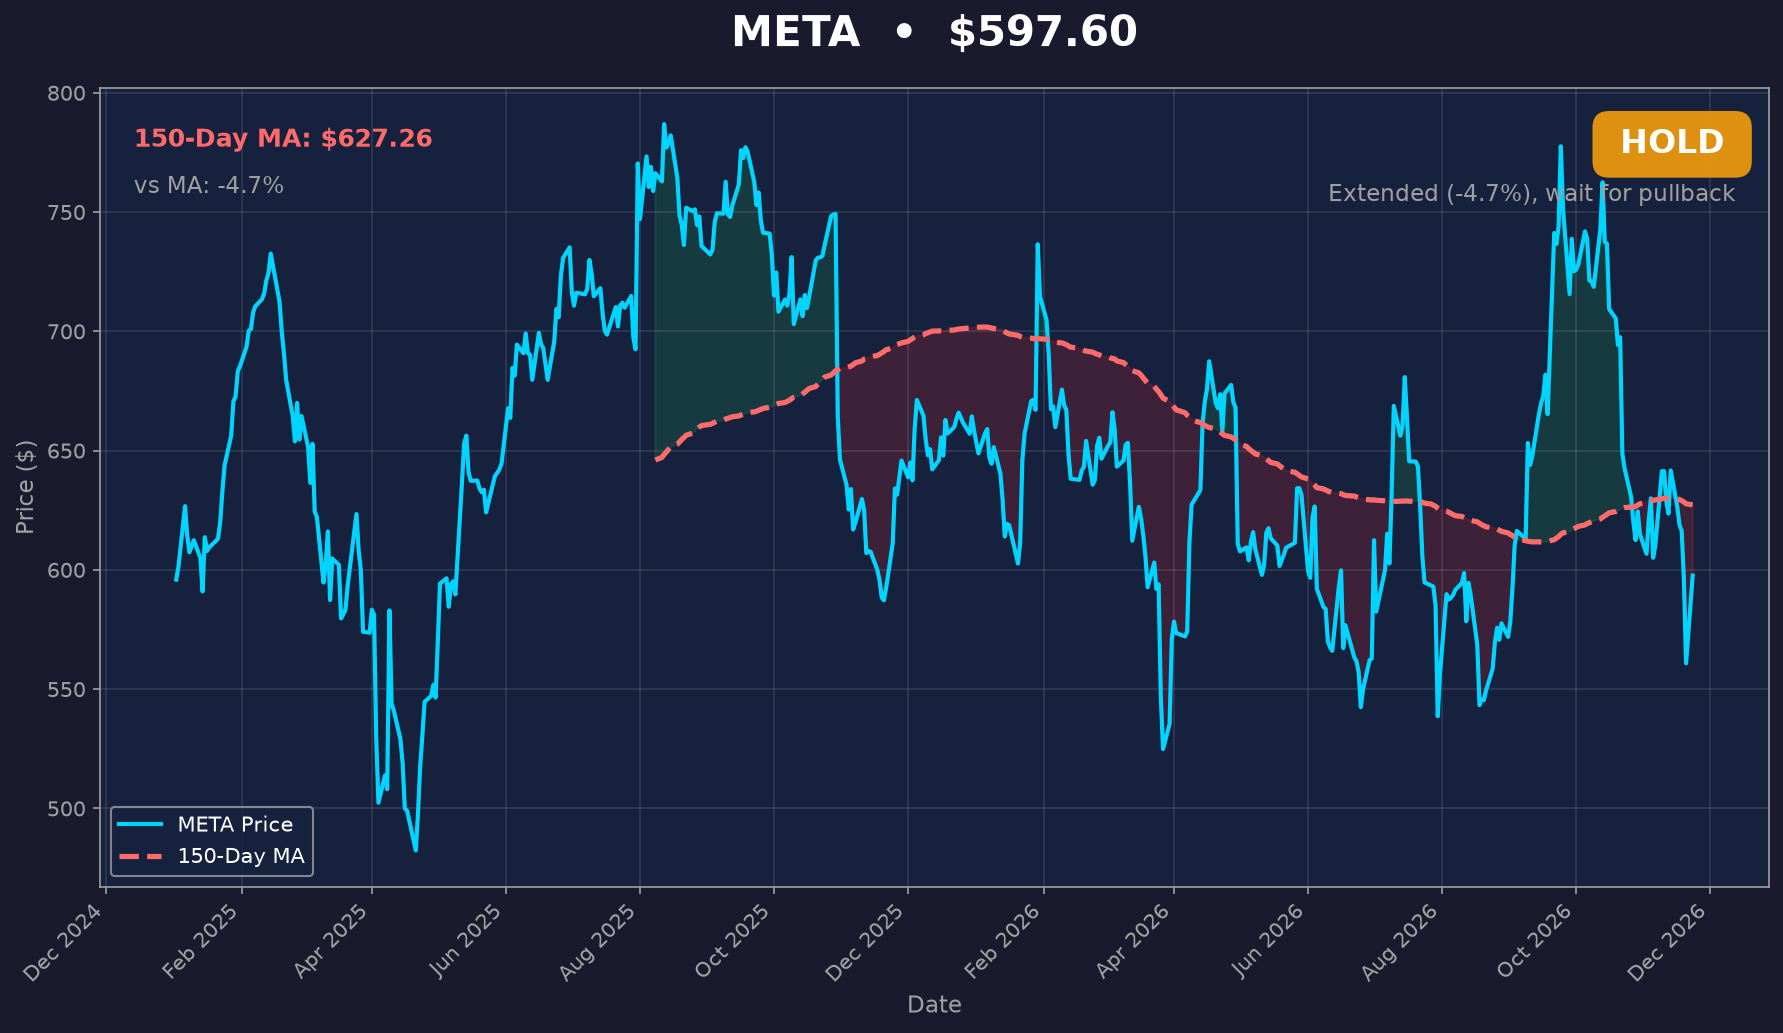 META • $597.60
150-Day MA: $627.26
HOLD
vs MA: -4.7%
Extended (-4.7%), wait for pullback
Price ($)
800
750
700
650
600
550
500
META Price
150-Day MA
Dec 2024
Feb 2025
Apr 2025
Jun 2025
Aug 2025
Oct 2025
Dec 2025
Feb 2026
Apr 2026
Jun 2026
Aug 2026
Oct 2026
Dec 2026
Date